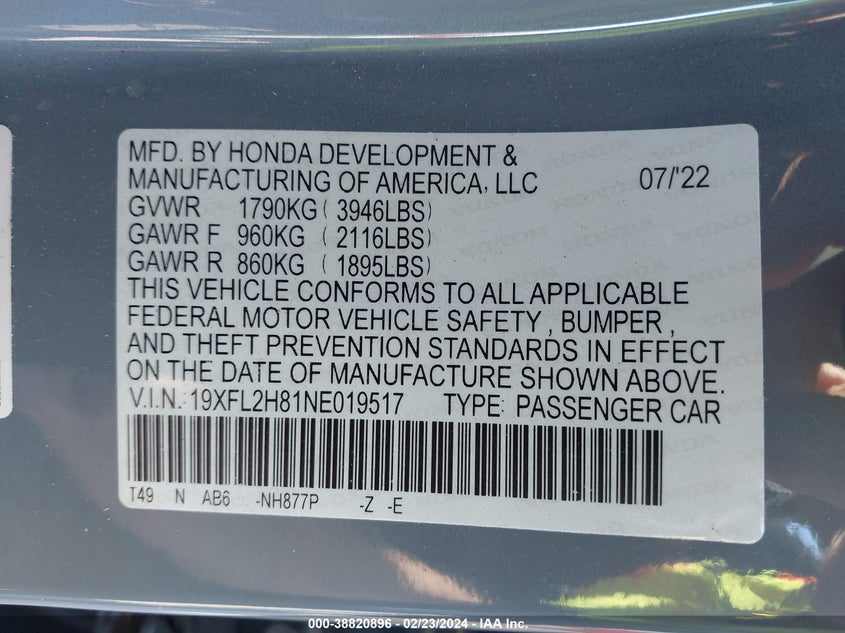 MFD. BY HONDA DEVELOPMENT &
MANUFACTURING OF AMERICA, LLC 07/'22
GVWR 1790KG ( 3946LBS)
GAWR F 960KG ( 2116LBS)
GAWR R 860KG ( 1895LBS)
THIS VEHICLE CONFORMS TO ALL APPLICABLE
FEDERAL MOTOR VEHICLE SAFETY , BUMPER ,
AND THEFT PREVENTION STANDARDS IN EFFECT
ON THE DATE OF MANUFACTURE SHOWN ABOVE.
V.I.N.: 19XFL2H81NE019517 TYPE: PASSENGER CAR
T49 N AB6 -NH877P -Z -E
000-38820896 - 02/23/2024 - IAA Inc.